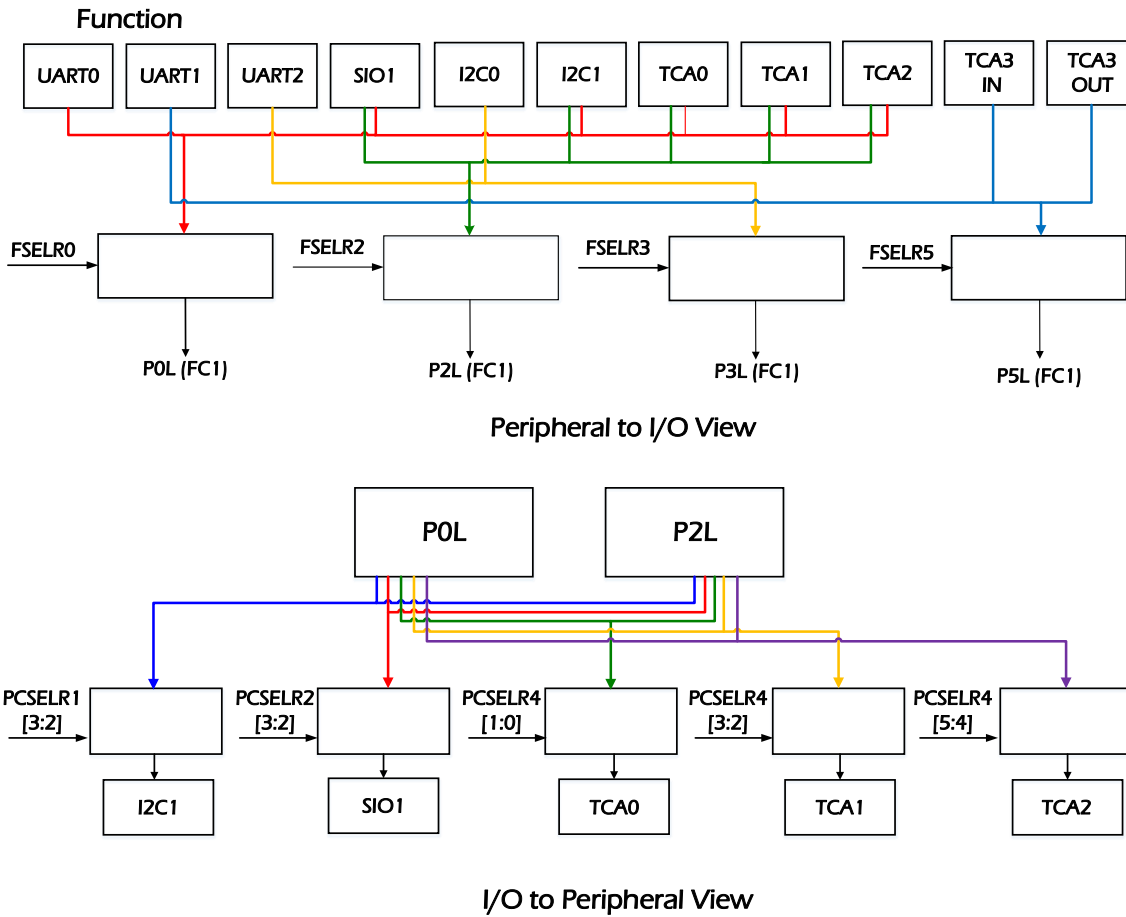 Function
UART0
UART1
UART2
SIO1
I2C0
I2C1
TCA0
TCA1
TCA2
TCA3
IN
TCA3
OUT
FSELR0
FSELR2
FSELR3
FSELR5
P0L (FC1)
P2L (FC1)
P3L (FC1)
P5L (FC1)
Peripheral to I/O View
P0L
P2L
PCSELR1
[3:2]
PCSELR2
[3:2]
PCSELR4
[1:0]
PCSELR4
[3:2]
PCSELR4
[5:4]
I2C1
SIO1
TCA0
TCA1
TCA2
I/O to Peripheral View